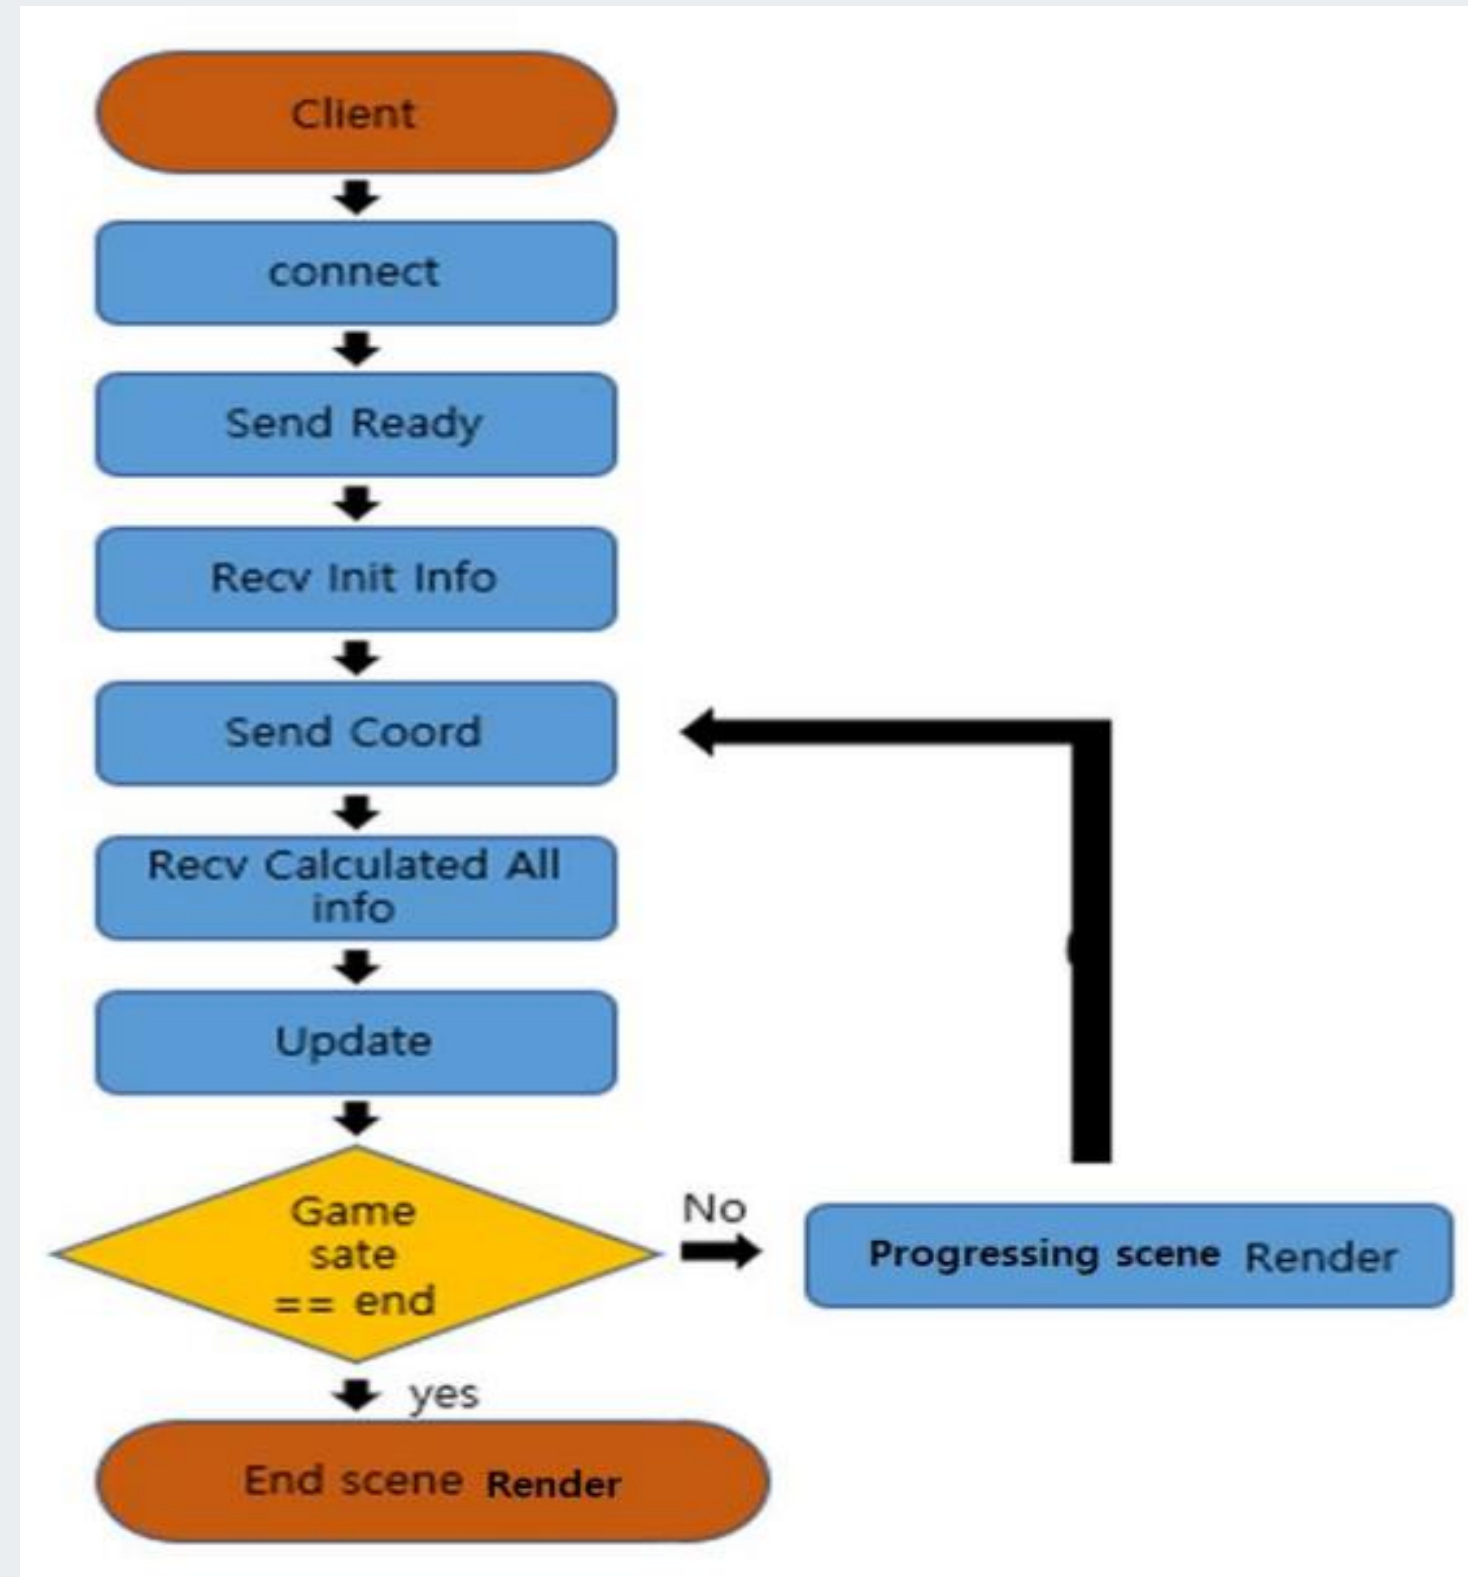 Client
connect
Send Ready
Recv Init Info
Send Coord
Recv Calculated All
info
Update
Game
sate
== end
No
Progressing scene Render
yes
End scene Render